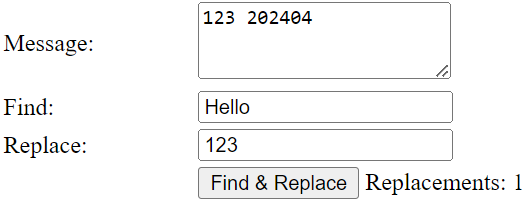 Message: 123 202404
Find: Hello
Replace: 123
Find & Replace Replacements: 1